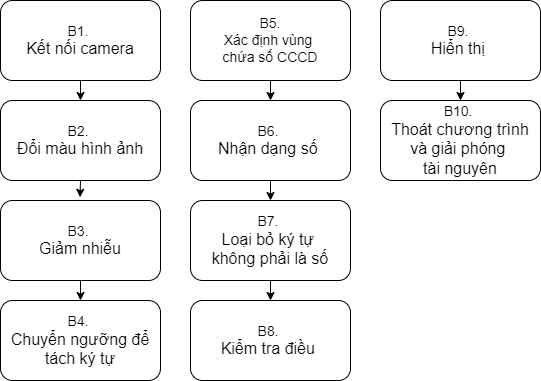 B1.
Kết nối camera
B2.
Đổi màu hình ảnh
B3.
Giảm nhiễu
B4.
Chuyển ngưỡng để
tách ký tự
B5.
Xác định vùng
chứa số CCCD
B6.
Nhận dạng số
B7.
Loại bỏ ký tự
không phải là số
B8.
Kiểm tra điều
B9.
Hiển thị
B10.
Thoát chương trình
và giải phóng
tài nguyên